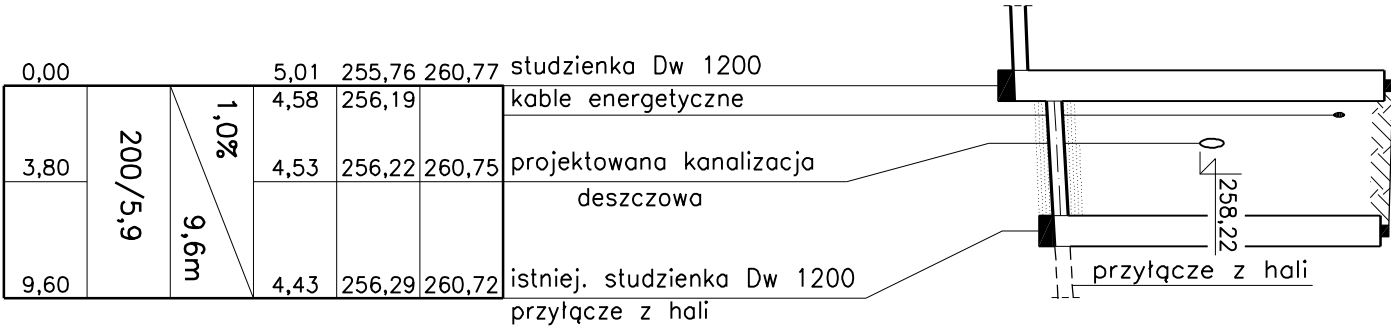 0,00 5,01 255,76 260,77 studzienka Dw 1200
4,58 256,19 kable energetyczne
1,0%
200/5,9
3,80 4,53 256,22 260,75 projektowana kanalizacja
deszczowa
9,6m
258,22
przyłącze z hali
9,60 4,43 256,29 260,72 istniej. studzienka Dw 1200
przyłącze z hali